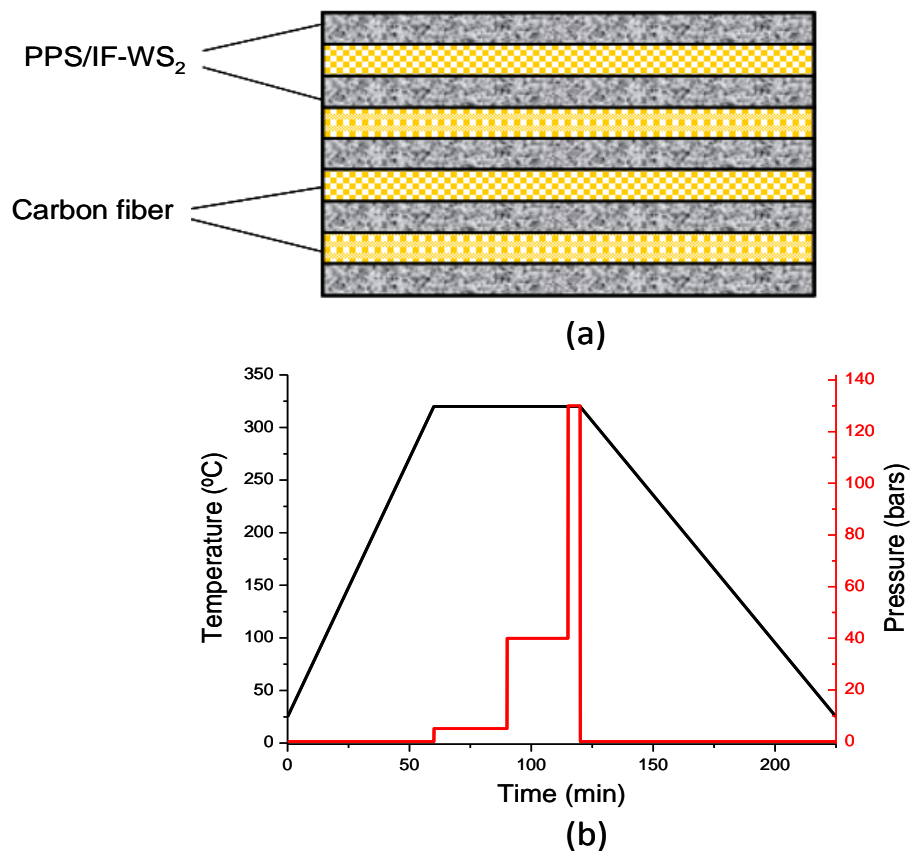 PPS/IF-WS₂
Carbon fiber
(a)
350
300
250
200
150
100
50
0
Temperature (ºC)
140
120
100
80
60
40
20
0
Pressure (bars)
0 50 100 150 200
Time (min)
(b)